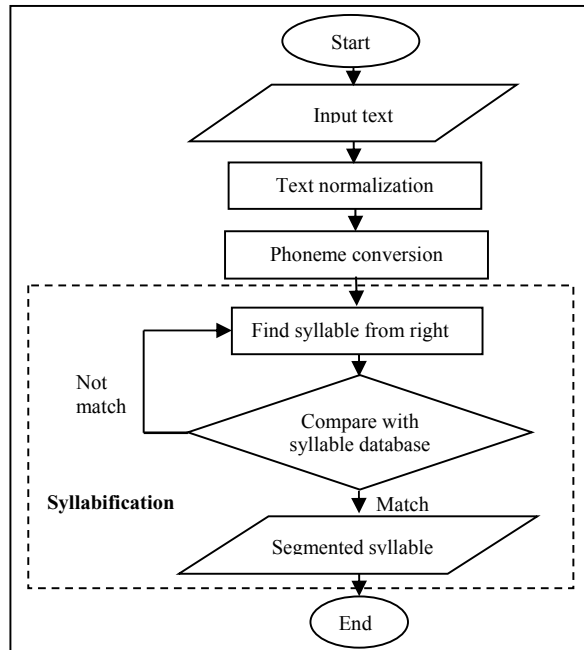 Start
Input text
Text normalization
Phoneme conversion
Find syllable from right
Not
match
Compare with
syllable database
Syllabification
Match
Segmented syllable
End